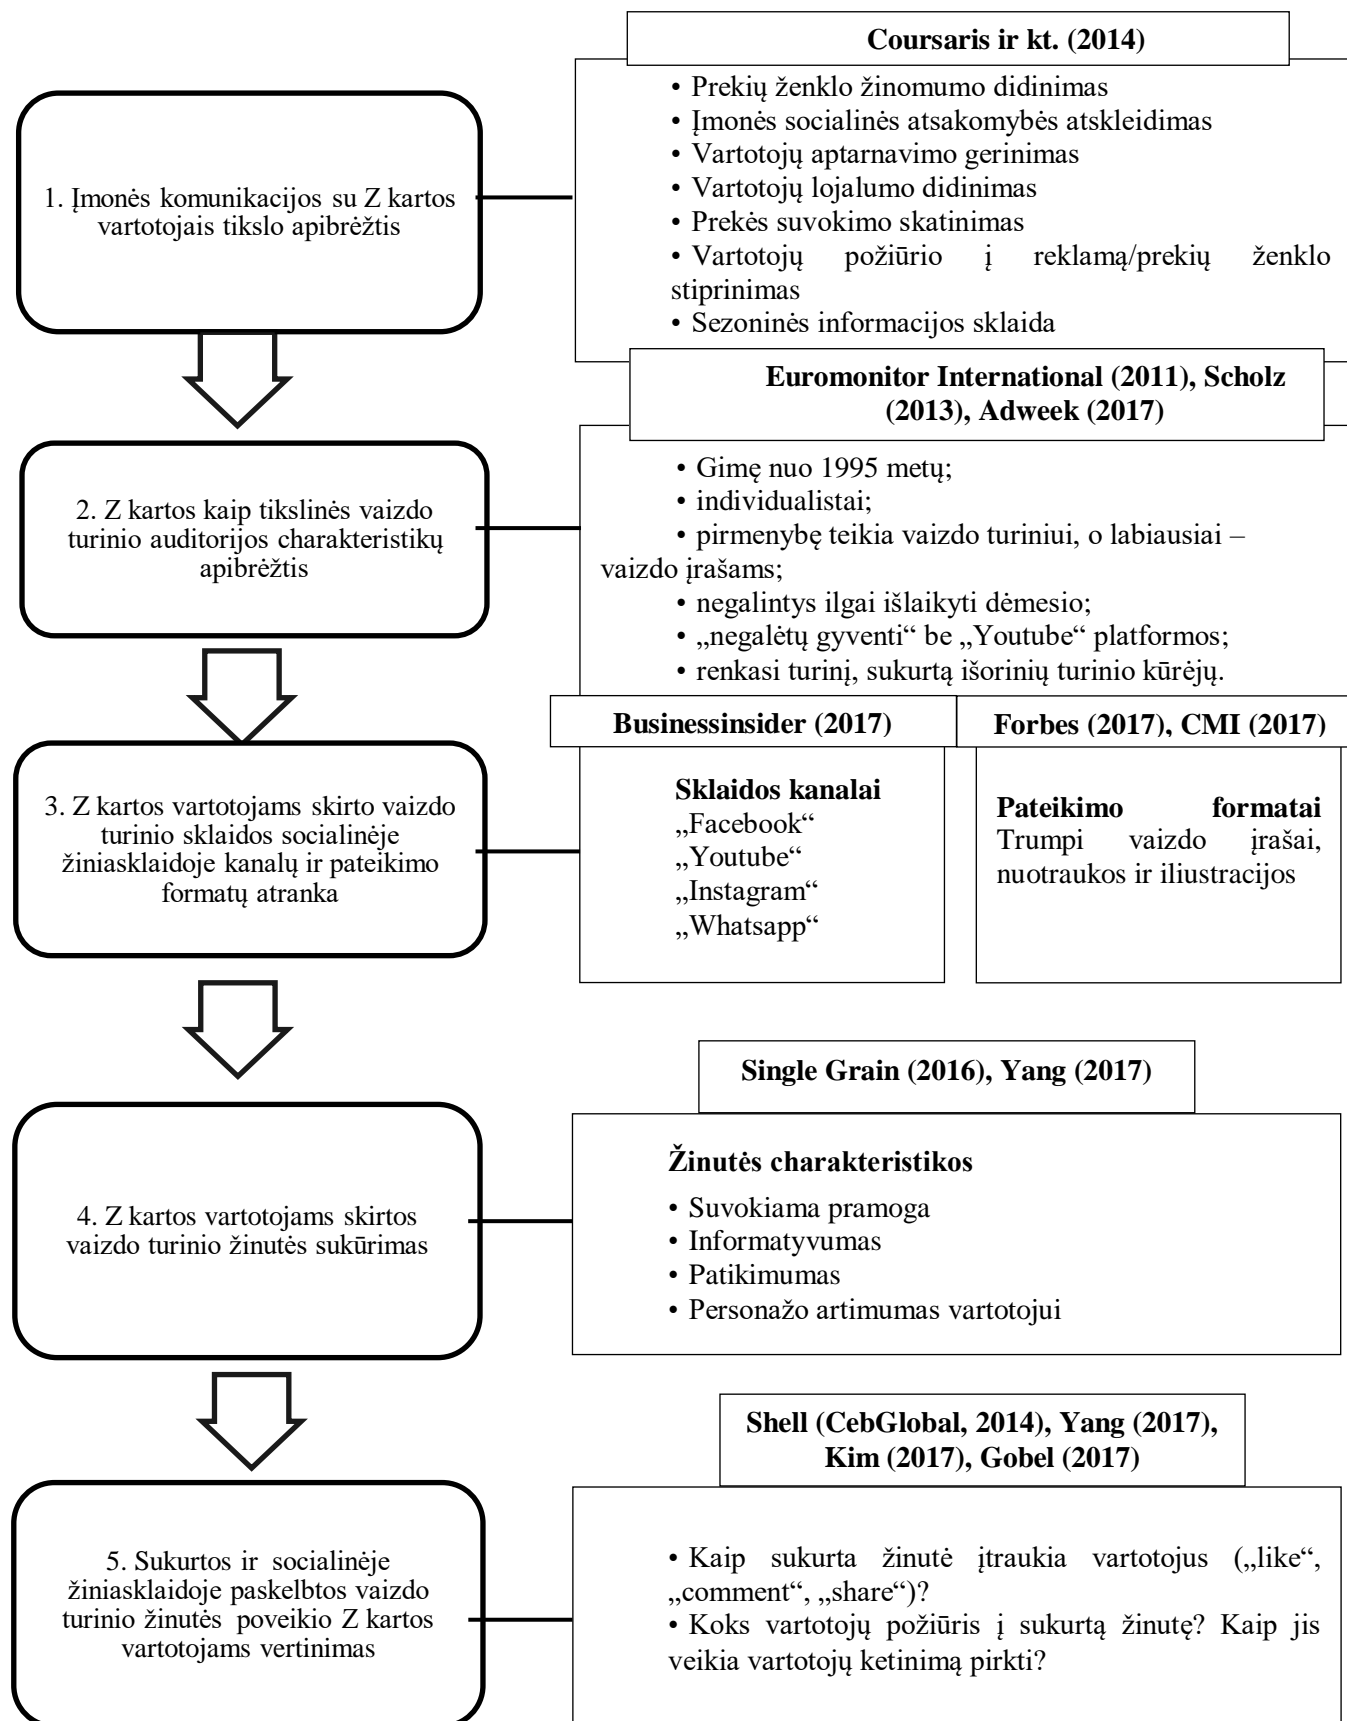 Coursaris ir kt. (2014)
• Prekių ženklo žinomumo didinimas
• Įmonės socialinės atsakomybės atskleidimas
• Vartotojų aptarnavimo gerinimas
• Vartotojų lojalumo didinimas
• Prekės suvokimo skatinimas
• Vartotojų požiūrio į reklamą/prekių ženklo
stiprinimas
• Sezoninės informacijos sklaida
1. Įmonės komunikacijos su Z kartos
vartotojais tikslo apibrėžtis
Euromonitor International (2011), Scholz
(2013), Adweek (2017)
• Gimę nuo 1995 metų;
• individualistai;
• pirmenybę teikia vaizdo turiniui, o labiausiai –
vaizdo įrašams;
• negalintys ilgai išlaikyti dėmesio;
• „negalėtų gyventi“ be „Youtube“ platformos;
• renkasi turinį, sukurtą išorinių turinio kūrėjų.
2. Z kartos kaip tikslinės vaizdo
turinio auditorijos charakteristikų
apibrėžtis
Businessinsider (2017)
Sklaidos kanalai
„Facebook“
„Youtube“
„Instagram“
„Whatsapp“
Forbes (2017), CMI (2017)
Pateikimo formatai
Trumpi vaizdo įrašai,
nuotraukos ir iliustracijos
3. Z kartos vartotojams skirto vaizdo
turinio sklaidos socialinėje
žiniasklaidoje kanalų ir pateikimo
formatų atranka
Single Grain (2016), Yang (2017)
Žinutės charakteristikos
• Suvokiama pramoga
• Informatyvumas
• Patikimumas
• Personažo artimumas vartotojui
4. Z kartos vartotojams skirtos
vaizdo turinio žinutės sukūrimas
Shell (CebGlobal, 2014), Yang (2017),
Kim (2017), Gobel (2017)
• Kaip sukurta žinutė įtraukia vartotojus („like“,
„comment“, „share“)?
• Koks vartotojų požiūris į sukurtą žinutę? Kaip jis
veikia vartotojų ketinimą pirkti?
5. Sukurtos ir socialinėje
žiniasklaidoje paskelbtos vaizdo
turinio žinutės poveikio Z kartos
vartotojams vertinimas